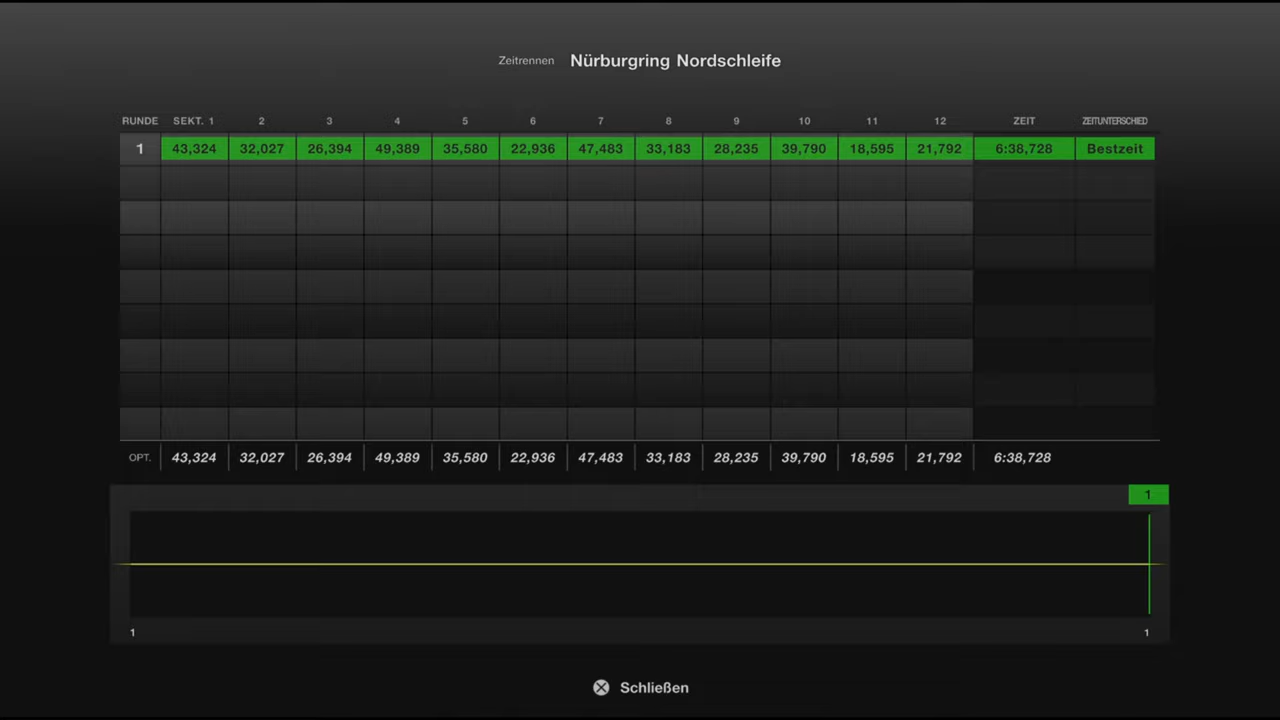 Zeitrennen Nürburgring Nordschleife
RUNDE SEKT. 1 2 3 4 5 6 7 8 9 10 11 12 ZEIT ZEITUNTERSCHIED
1 43,324 32,027 26,394 49,389 35,580 22,936 47,483 33,183 28,235 39,790 18,595 21,792 6:38,728 Bestzeit
OPT. 43,324 32,027 26,394 49,389 35,580 22,936 47,483 33,183 28,235 39,790 18,595 21,792 6:38,728
1
1 1
Schließen